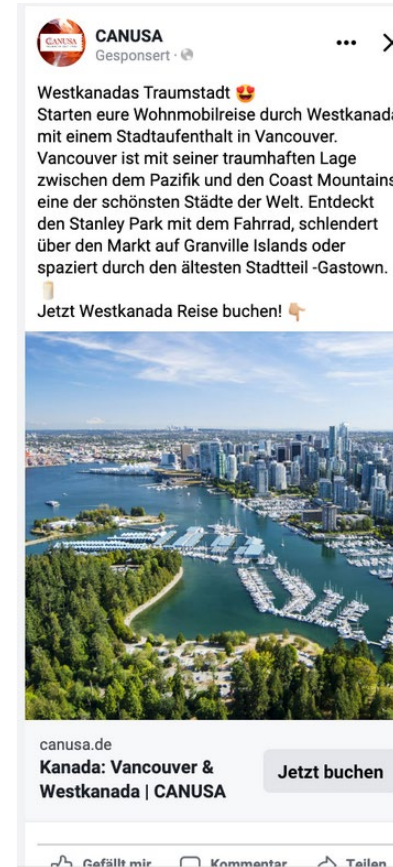 CANUSA
CANUSA
Gesponsert ·
Westkanadas Traumstadt
Starten eure Wohnmobilreise durch Westkanada
mit einem Stadtaufenthalt in Vancouver.
Vancouver ist mit seiner traumhaften Lage
zwischen dem Pazifik und den Coast Mountains
eine der schönsten Städte der Welt. Entdeckt
den Stanley Park mit dem Fahrrad, schlendert
über den Markt auf Granville Islands oder
spaziert durch den ältesten Stadtteil -Gastown.
Jetzt Westkanada Reise buchen!
canusa.de
Kanada: Vancouver &
Westkanada | CANUSA
Jetzt buchen
Gefällt mir
Kommentar
Teilen